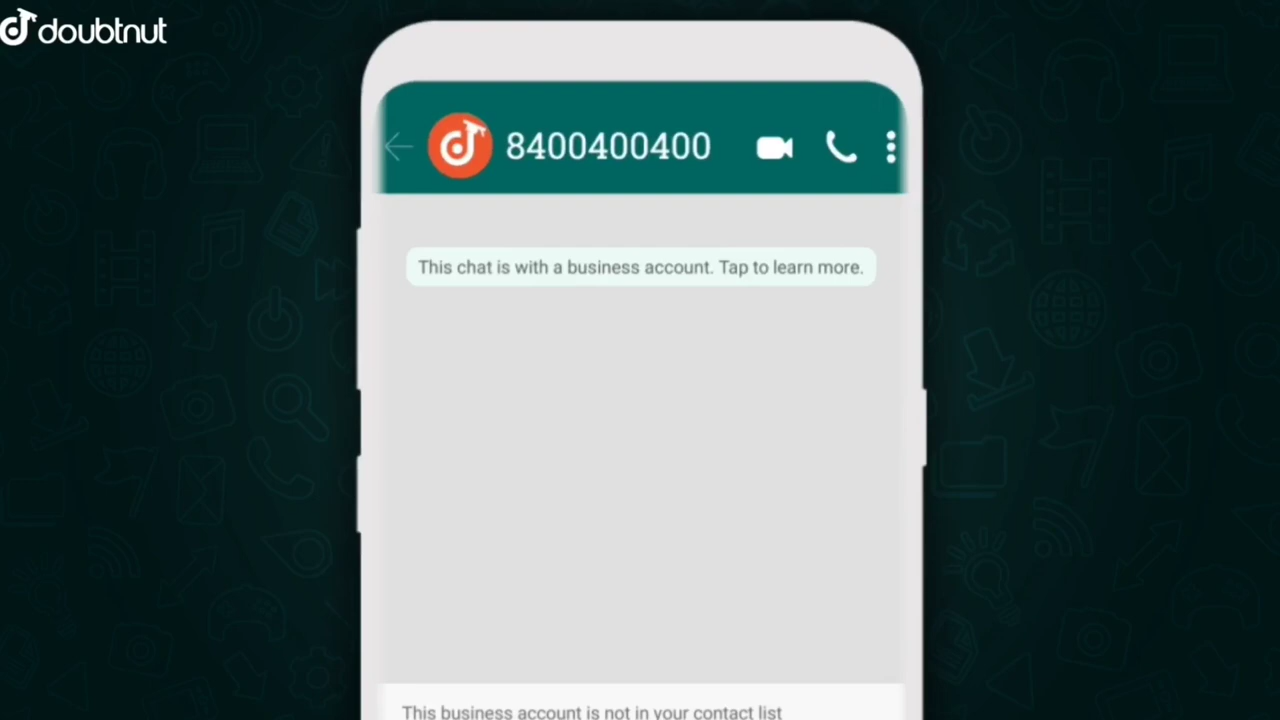 doubtnut
8400400400
This chat is with a business account. Tap to learn more.
This business account is not in your contact list